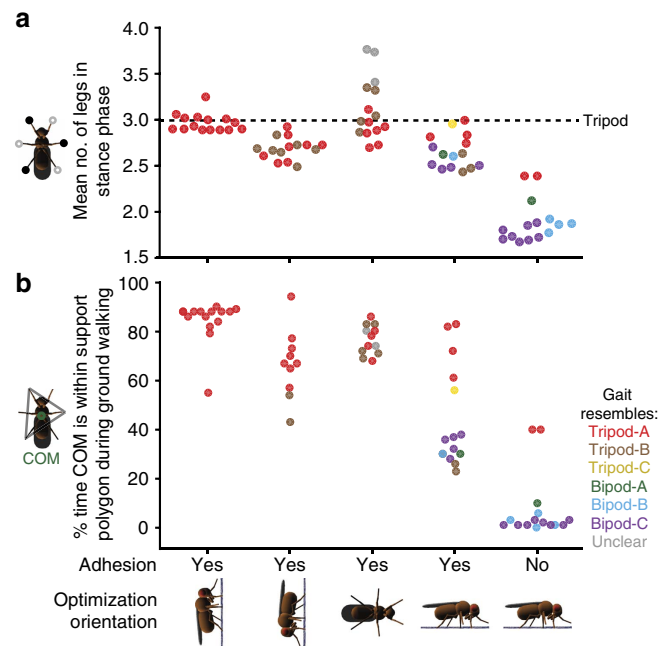 a
Mean no. of legs in
stance phase
4.0
3.5
3.0
2.5
2.0
1.5
Tripod
b
% time COM is within support
polygon during ground walking
100
80
60
40
20
0
COM
Gait
resembles:
Tripod-A
Tripod-B
Tripod-C
Bipod-A
Bipod-B
Bipod-C
Unclear
Adhesion Yes Yes Yes Yes No
Optimization
orientation